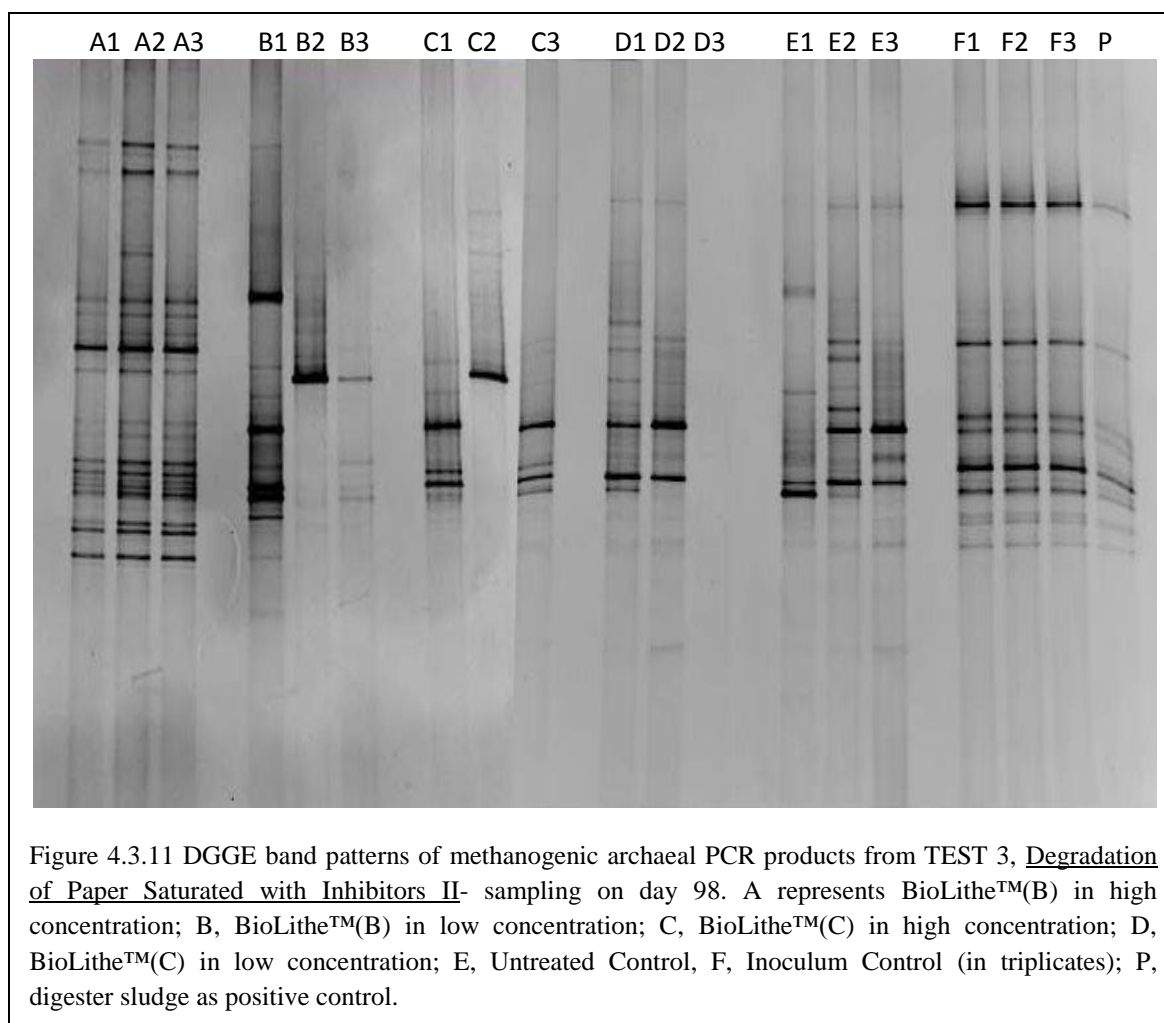 A1 A2 A3 B1 B2 B3 C1 C2 C3 D1 D2 D3 E1 E2 E3 F1 F2 F3 P
Figure 4.3.11 DGGE band patterns of methanogenic archaeal PCR products from TEST 3, Degradation
of Paper Saturated with Inhibitors II- sampling on day 98. A represents BioLithe™(B) in high
concentration; B, BioLithe™(B) in low concentration; C, BioLithe™(C) in high concentration; D,
BioLithe™(C) in low concentration; E, Untreated Control, F, Inoculum Control (in triplicates); P,
digester sludge as positive control.